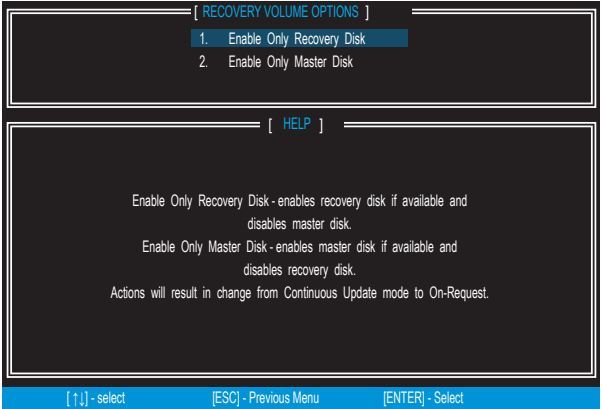 [ RECOVERY VOLUME OPTIONS ]
1. Enable Only Recovery Disk
2. Enable Only Master Disk
[ HELP ]
Enable Only Recovery Disk - enables recovery disk if available and
disables master disk.
Enable Only Master Disk - enables master disk if available and
disables recovery disk.
Actions will result in change from Continuous Update mode to On-Request.
[↑↓] - select [ESC] - Previous Menu [ENTER] - Select